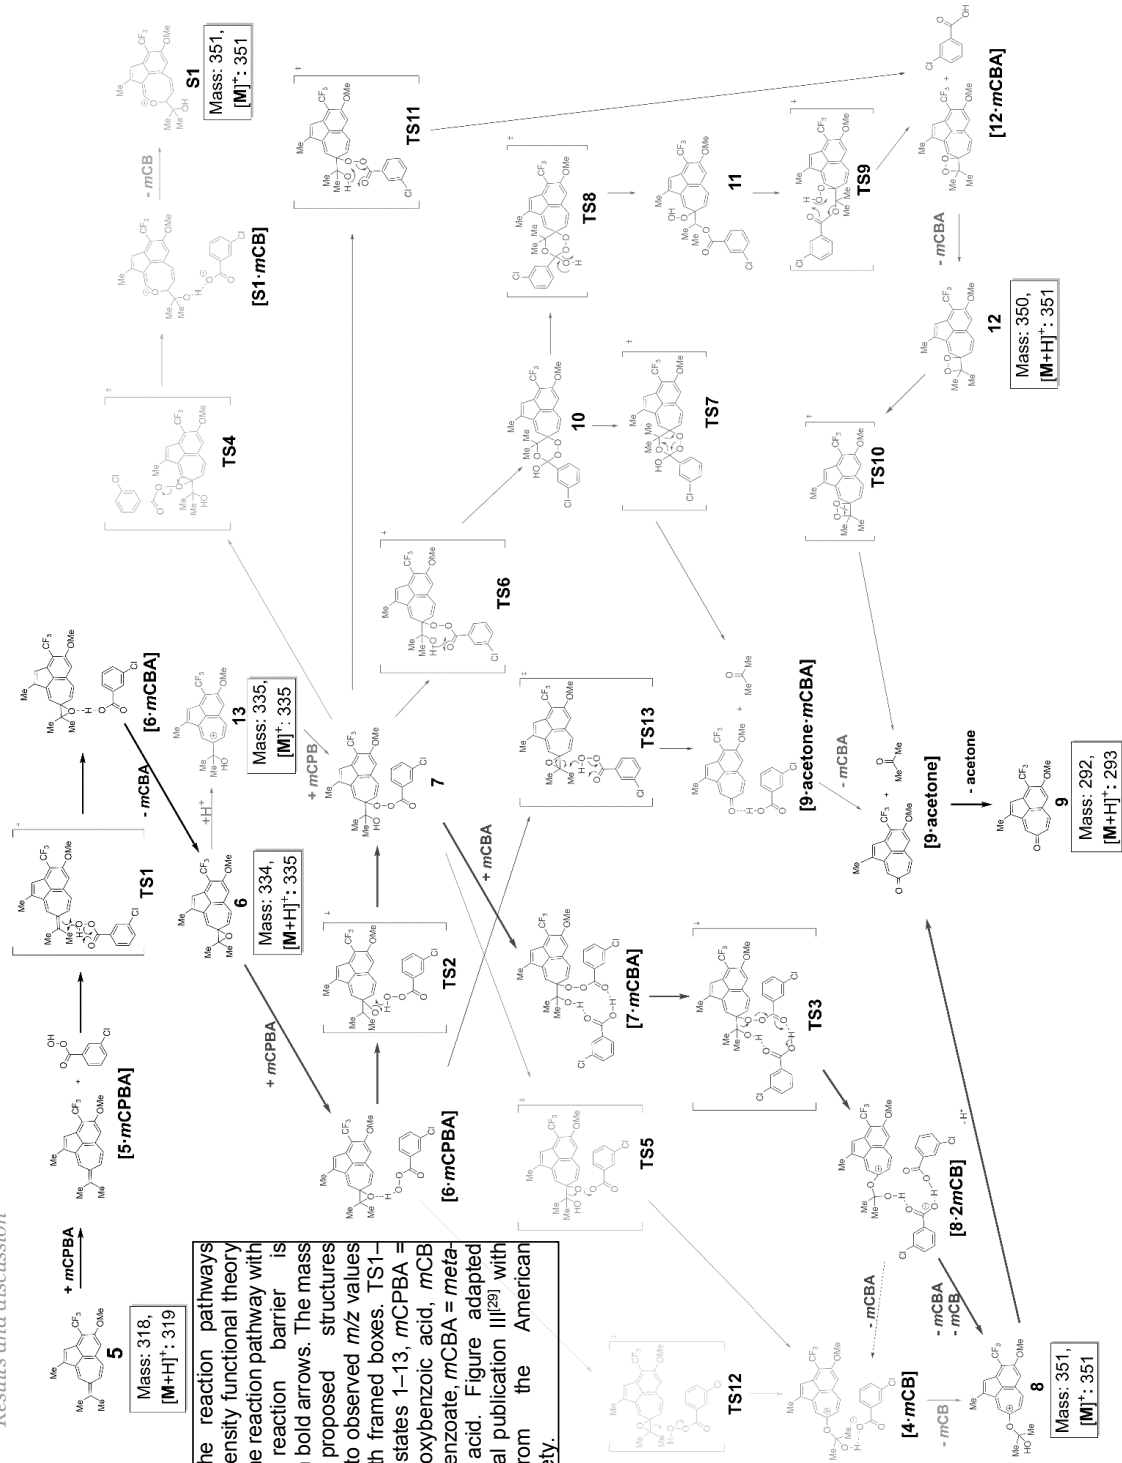 Results and discussion
+ mCPBA
5
Mass: 318,
[M+H]⁺: 319
[5·mCPBA]
TS1
[6·mCBA]
- mCBA
6
Mass: 334,
[M+H]⁺: 335
+H⁺
13
Mass: 335,
[M]⁺: 335
+ mCPBA
[6·mCPBA]
TS2
7
+ mCPB
TS4
[S1·mCB]
- mCB
S1
Mass: 351,
[M]⁺: 351
TS11
TS6
10
TS8
11
TS9
[12·mCBA]
- mCBA
12
Mass: 350,
[M+H]⁺: 351
TS10
TS7
TS13
[9·acetone·mCBA]
- mCBA
[9·acetone]
- acetone
9
Mass: 292,
[M+H]⁺: 293
+ mCBA
[7·mCBA]
TS3
[8·2mCB]
- H⁺
- mCBA
- mCBA
- mCB
TS5
TS12
[4·mCB]
- mCB
8
Mass: 351,
[M]⁺: 351
he reaction pathways
ensity functional theory
ne reaction pathway with
reaction barrier is
bold arrows. The mass
proposed structures
to observed m/z values
th framed boxes. TS1–
states 1–13, mCPBA =
oxybenzoic acid, mCB
enzoate, mCBA = meta-
acid. Figure adapted
al publication III[29] with
rom the American
ety.